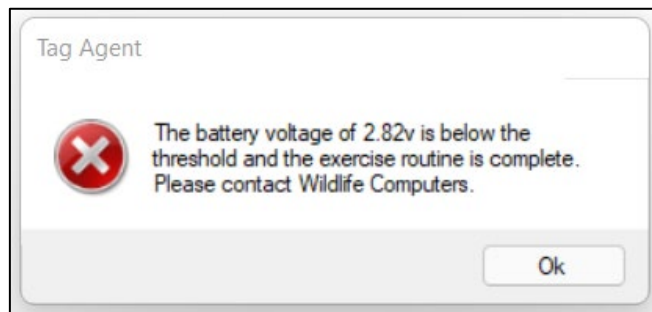 Tag Agent
The battery voltage of 2.82v is below the
threshold and the exercise routine is complete.
Please contact Wildlife Computers.
Ok